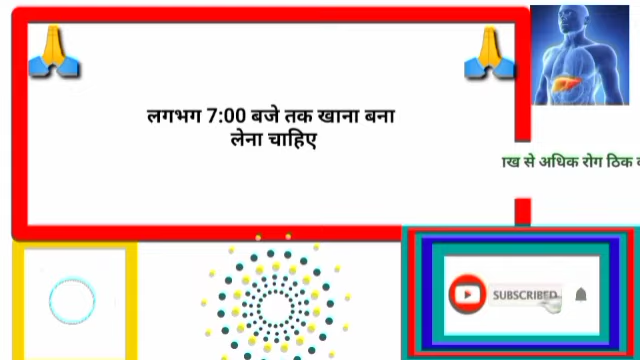 लगभग 7:00 बजे तक खाना बना
लेना चाहिए
से अधिक रोग ठिक
SUBSCRIBED